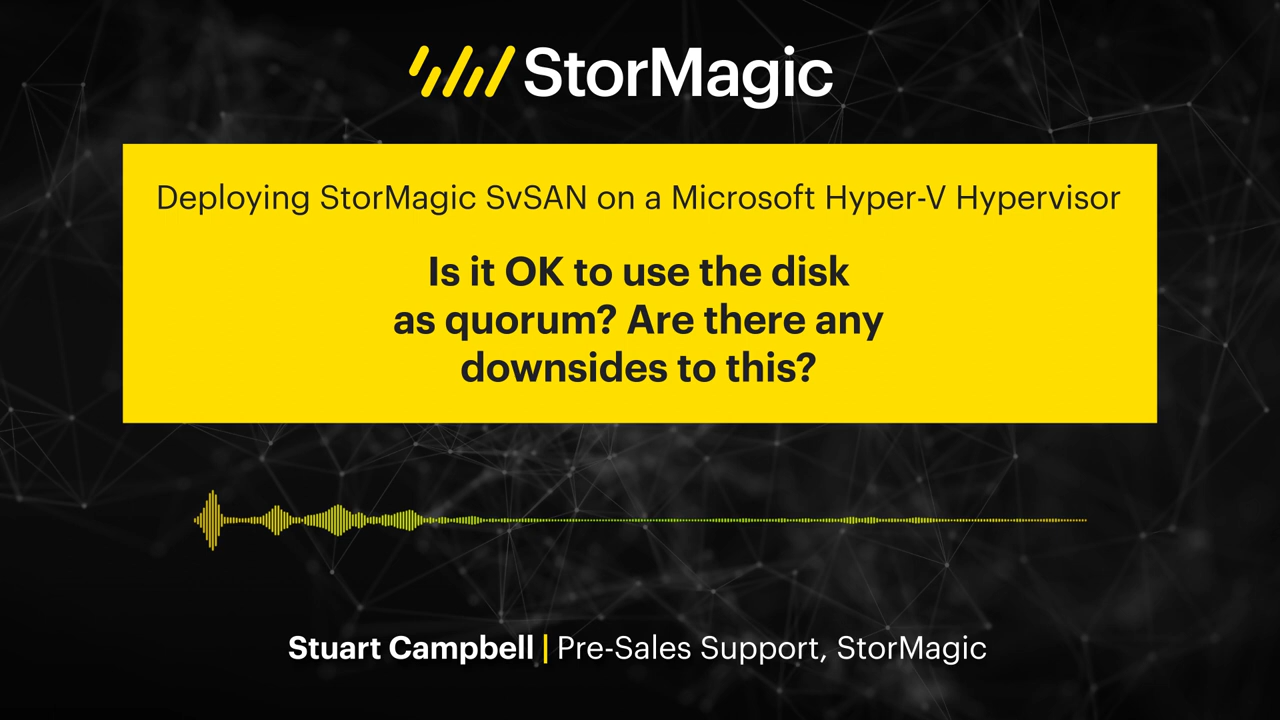 StorMagic
Deploying StorMagic SvSAN on a Microsoft Hyper-V Hypervisor
Is it OK to use the disk
as quorum? Are there any
downsides to this?
Stuart Campbell | Pre-Sales Support, StorMagic